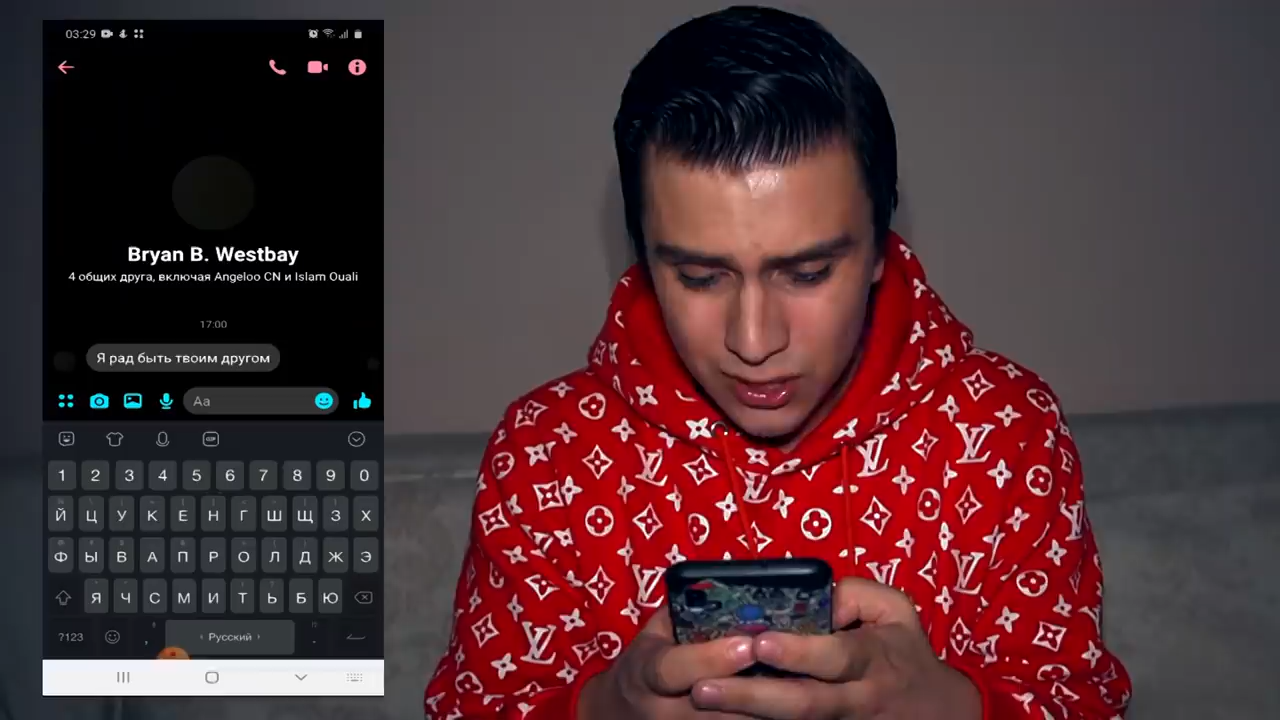 03:29
Bryan B. Westbay
4 общих друга, включая Angeloo CN и Islam Ouali
17:00
Я рад быть твоим другом
Aa
GIF
1 2 3 4 5 6 7 8 9 0
Й Ц У К Е Н Г Ш Щ З Х
Ф Ы В А П Р О Л Д Ж Э
Я Ч С М И Т Ь Б Ю
?123 , Русский .